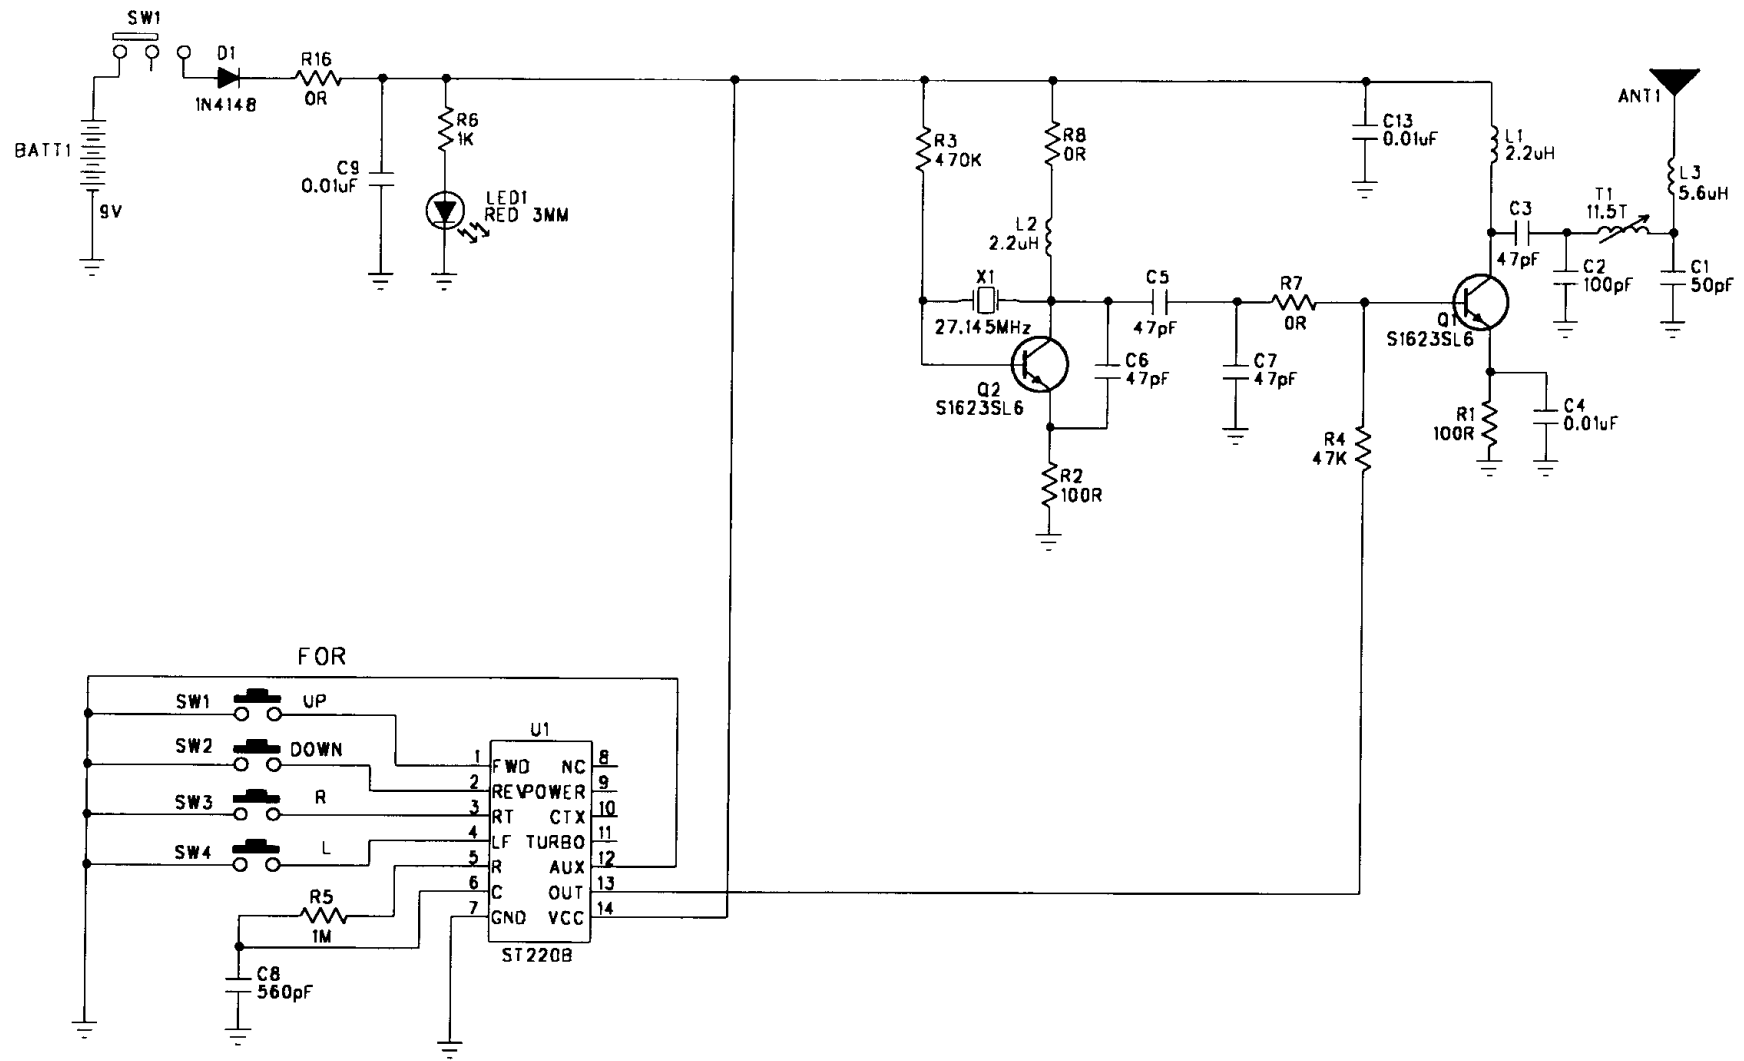 SW1
D1
1N4148
R16
0R
BATT1
9V
C9
0.01uF
R6
1K
LED1
RED 3MM
R3
470K
R8
0R
L2
2.2uH
X1
27.145MHz
Q2
S1623SL6
C5
47pF
C6
47pF
R2
100R
C7
47pF
R7
0R
R4
47K
C13
0.01uF
L1
2.2uH
C3
47pF
Q1
S1623SL6
R1
100R
C4
0.01uF
T1
11.5T
C2
100pF
C1
50pF
L3
5.6uH
ANT1
FOR
SW1 UP
SW2 DOWN
SW3 R
SW4 L
R5
1M
C8
560pF
U1
1 FWD NC 8
2 REV POWER 9
3 RT CTX 10
4 LF TURBO 11
5 R AUX 12
6 C OUT 13
7 GND VCC 14
ST220B